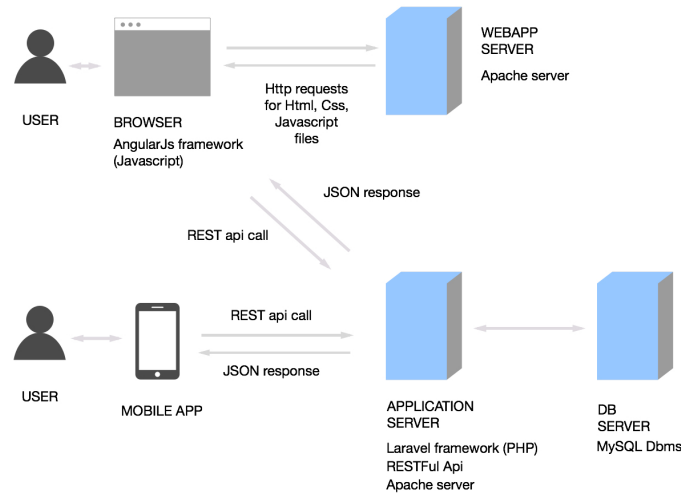 WEBAPP
SERVER
Apache server
Http requests
for Html, Css,
Javascript
files
USER
BROWSER
AngularJs framework
(Javascript)
JSON response
REST api call
REST api call
JSON response
USER
MOBILE APP
APPLICATION
SERVER
Laravel framework (PHP)
RESTFul Api
Apache server
DB
SERVER
MySQL Dbms